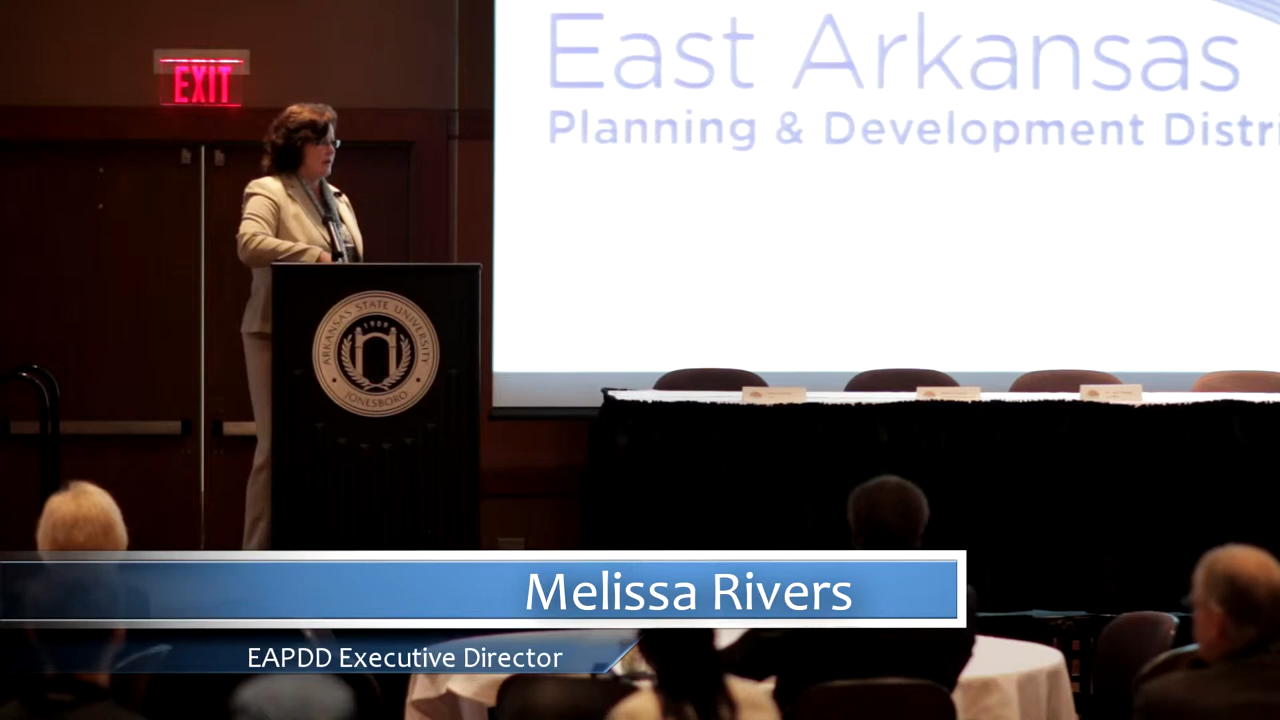 East Arkansas
Planning & Development Distri
EXIT
ARKANSAS STATE UNIVERSITY
1909
JONESBORO
Melissa Rivers
EAPDD Executive Director